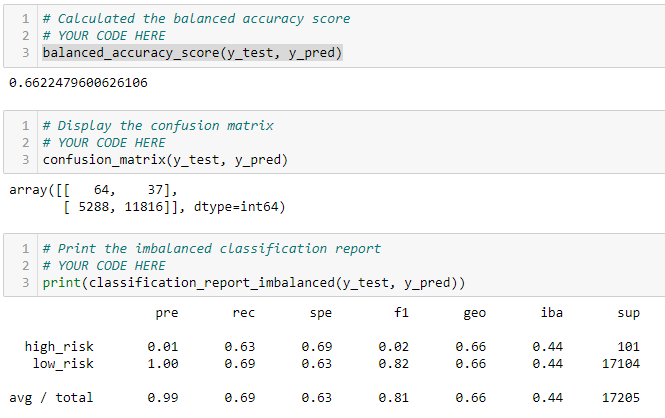 1 # Calculated the balanced accuracy score
2 # YOUR CODE HERE
3 balanced_accuracy_score(y_test, y_pred)
0.6622479600626106
1 # Display the confusion matrix
2 # YOUR CODE HERE
3 confusion_matrix(y_test, y_pred)
array([[   64,    37],
       [ 5288, 11816]], dtype=int64)
1 # Print the imbalanced classification report
2 # YOUR CODE HERE
3 print(classification_report_imbalanced(y_test, y_pred))
pre rec spe f1 geo iba sup
high_risk 0.01 0.63 0.69 0.02 0.66 0.44 101
low_risk 1.00 0.69 0.63 0.82 0.66 0.44 17104
avg / total 0.99 0.69 0.63 0.81 0.66 0.44 17205